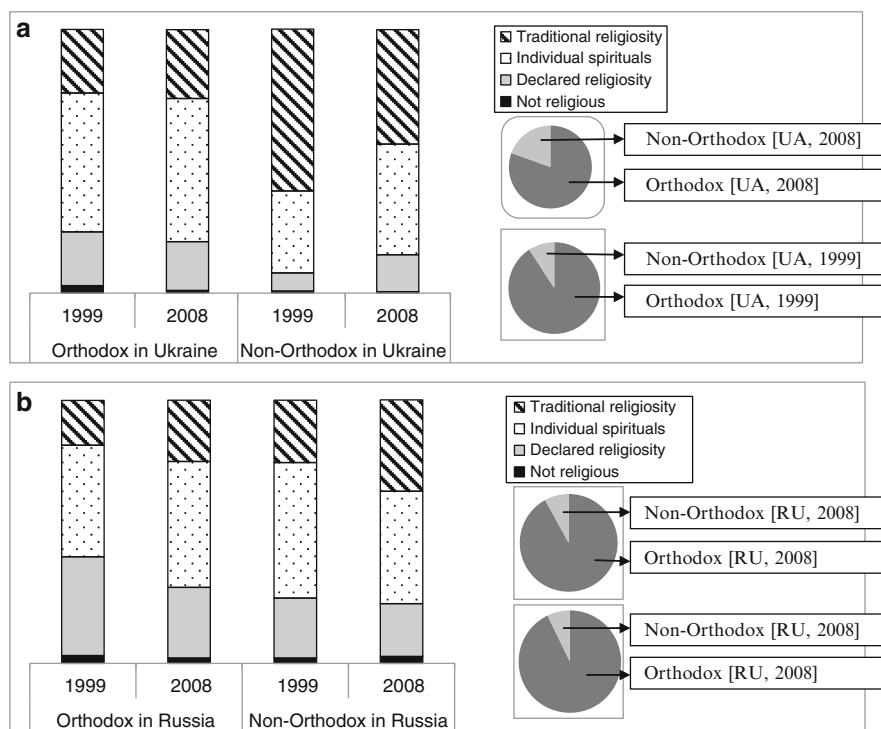 a
Traditional religiosity
Individual spirituals
Declared religiosity
Not religious
Non-Orthodox [UA, 2008]
Orthodox [UA, 2008]
Non-Orthodox [UA, 1999]
Orthodox [UA, 1999]
1999 2008 1999 2008
Orthodox in Ukraine Non-Orthodox in Ukraine
b
Traditional religiosity
Individual spirituals
Declared religiosity
Not religious
Non-Orthodox [RU, 2008]
Orthodox [RU, 2008]
Non-Orthodox [RU, 2008]
Orthodox [RU, 2008]
1999 2008 1999 2008
Orthodox in Russia Non-Orthodox in Russia